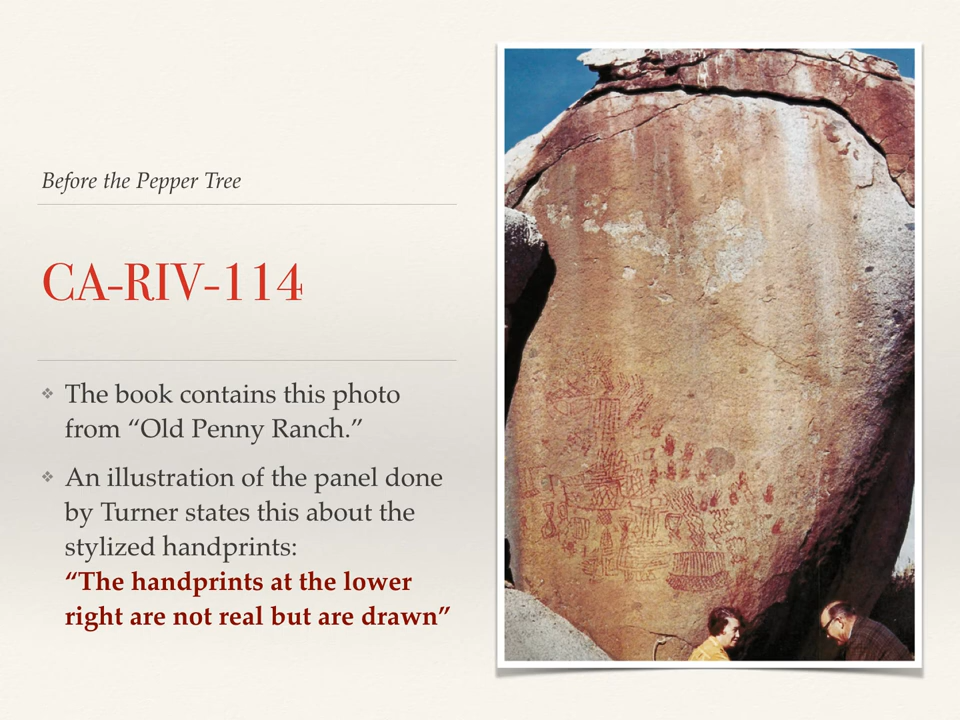 Before the Pepper Tree
CA-RIV-114
❖ The book contains this photo
from “Old Penny Ranch.”
❖ An illustration of the panel done
by Turner states this about the
stylized handprints:
“The handprints at the lower
right are not real but are drawn”